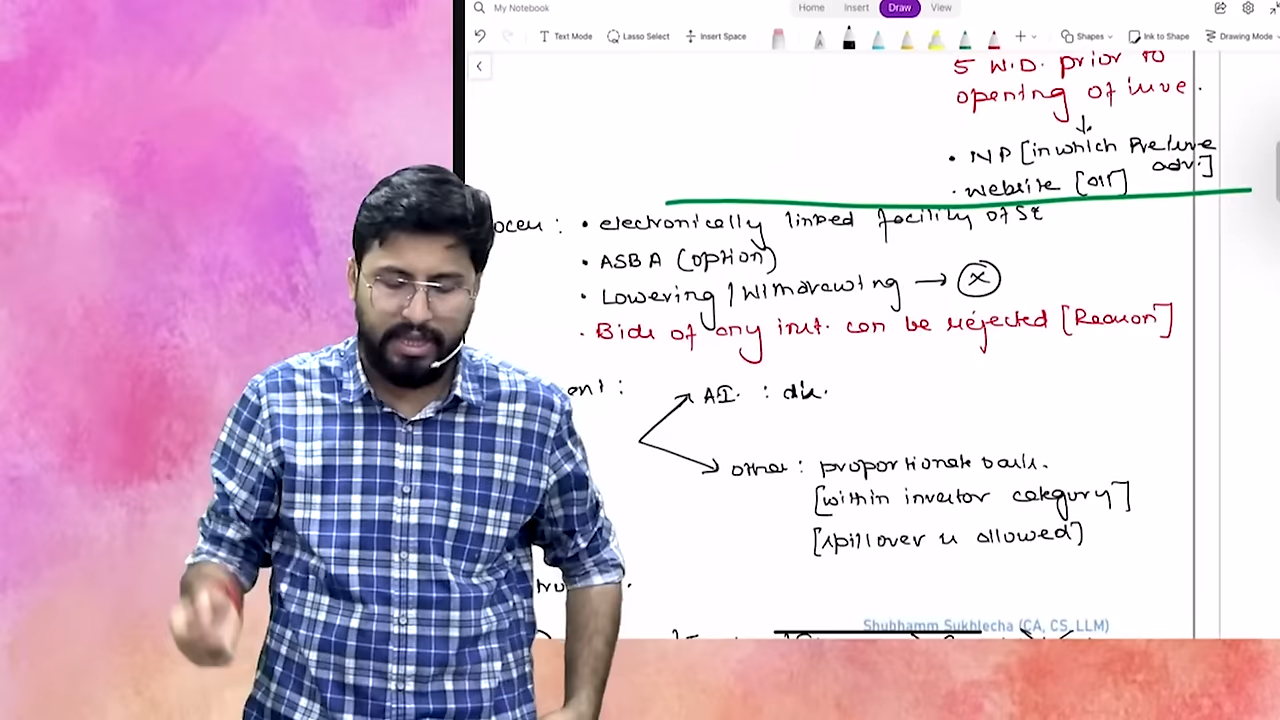 My Notebook
Home Insert Draw View
Text Mode Lasso Select Insert Space Shapes Ink to Shape Drawing Mode
5 W.D. prior to
opening of issue.
• NP [in which Pre issue
adv.]
• Website [all]
ocess : • electronically linked facility of SE
• ASBA (option)
• Lowering / Withdrawing → X
• Bids of any inst. can be rejected [Reason]
ent : AI. : dis.
other : proportionate basis.
[within investor category]
[spillover is allowed]
Shubhamm Sukhlecha (CA, CS, LLM)